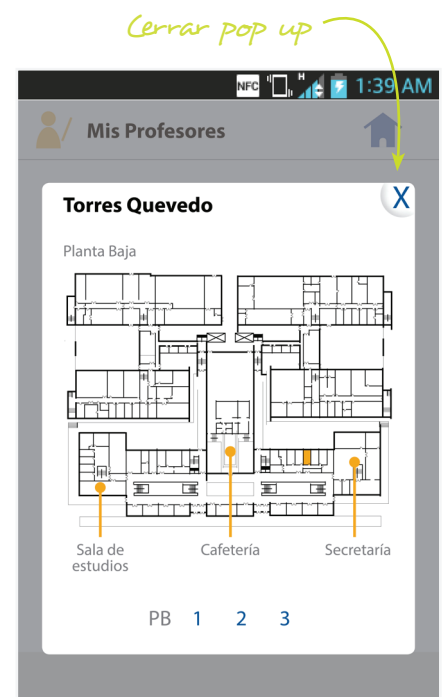 Cerrar pop up
NFC H 1:39 AM
Mis Profesores
Torres Quevedo
X
Planta Baja
Sala de
estudios
Cafetería
Secretaría
PB 1 2 3